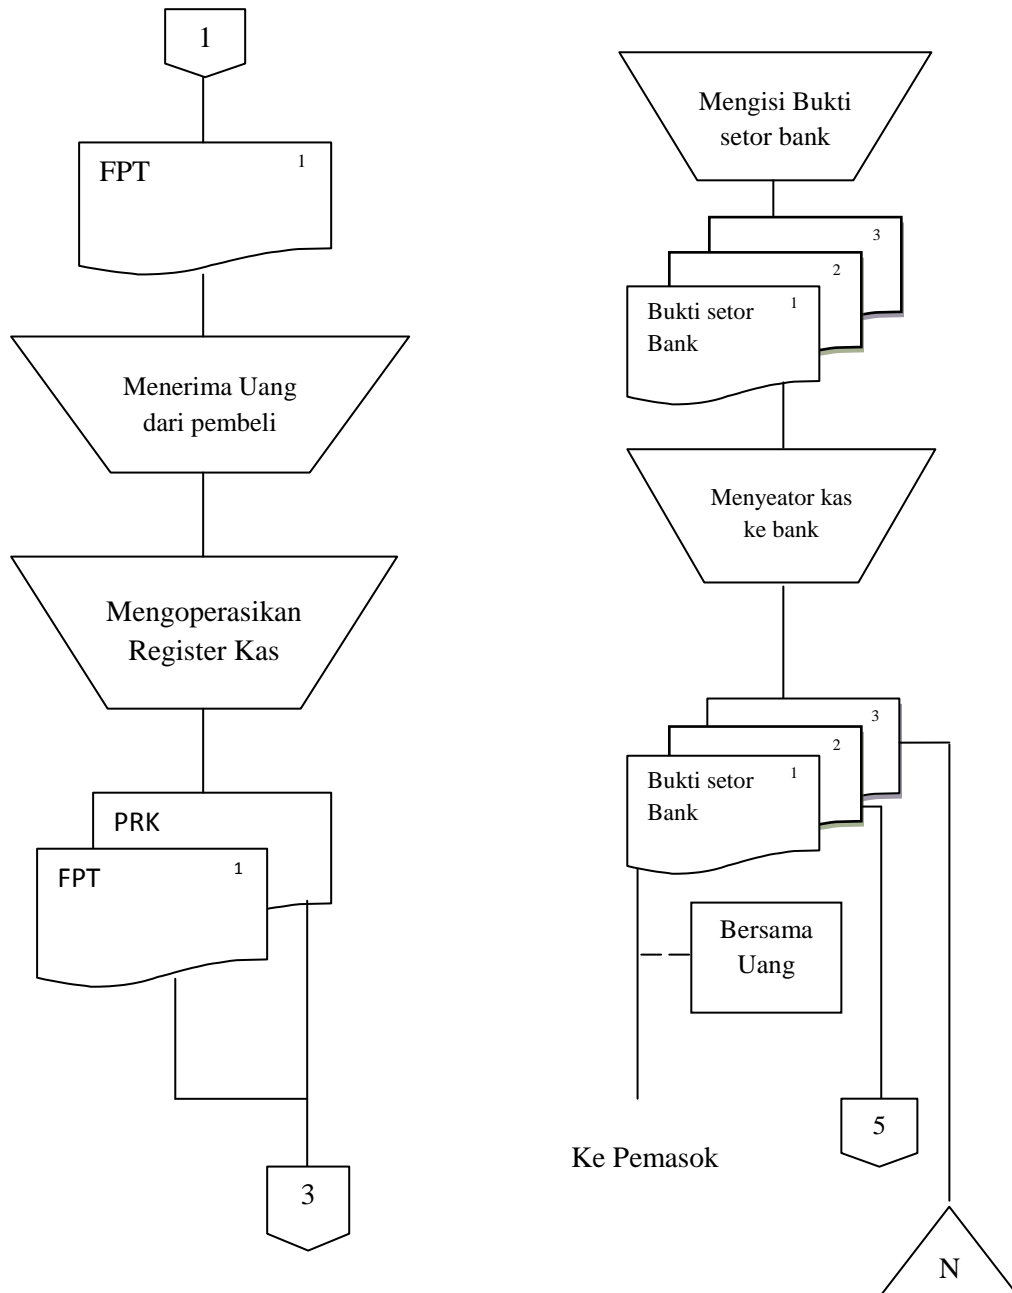 1
FPT 1
Menerima Uang
dari pembeli
Mengoperasikan
Register Kas
PRK
FPT 1
3
Mengisi Bukti
setor bank
3
2
Bukti setor 1
Bank
Menyeator kas
ke bank
3
2
Bukti setor 1
Bank
Bersama
Uang
5
Ke Pemasok
N